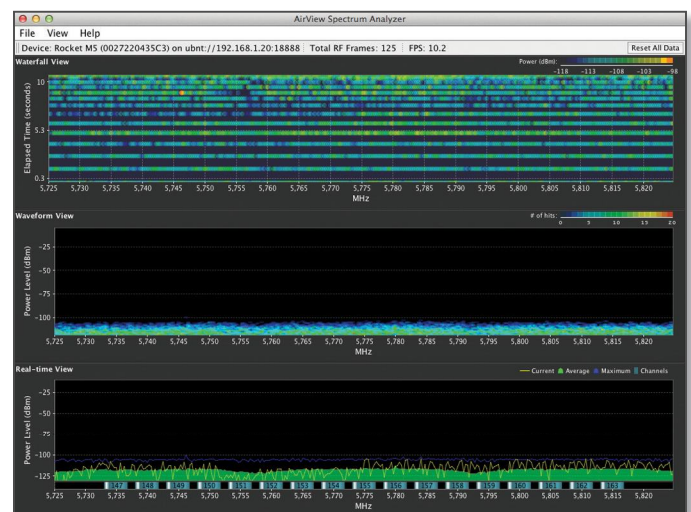 AirView Spectrum Analyzer
File View Help
Device: Rocket M5 (0027220435C3) on ubnt://192.168.1.20:18888 Total RF Frames: 125 FPS: 10.2 Reset All Data
Waterfall View Power (dBm):
-118 -113 -108 -103 -98
Elapsed Time (seconds)
10
5.3
0.3
5,725 5,730 5,735 5,740 5,745 5,750 5,755 5,760 5,765 5,770 5,775 5,780 5,785 5,790 5,795 5,800 5,805 5,810 5,815 5,820
MHz
Waveform View # of hits:
0 5 10 15 20
Power Level (dBm)
-25
-50
-75
-100
5,725 5,730 5,735 5,740 5,745 5,750 5,755 5,760 5,765 5,770 5,775 5,780 5,785 5,790 5,795 5,800 5,805 5,810 5,815 5,820
MHz
Real-time View Current Average Maximum Channels
Power Level (dBm)
-25
-50
-75
-100
-125
147 148 149 150 151 152 153 154 155 156 157 158 159 160 161 162 163
5,725 5,730 5,735 5,740 5,745 5,750 5,755 5,760 5,765 5,770 5,775 5,780 5,785 5,790 5,795 5,800 5,805 5,810 5,815 5,820
MHz